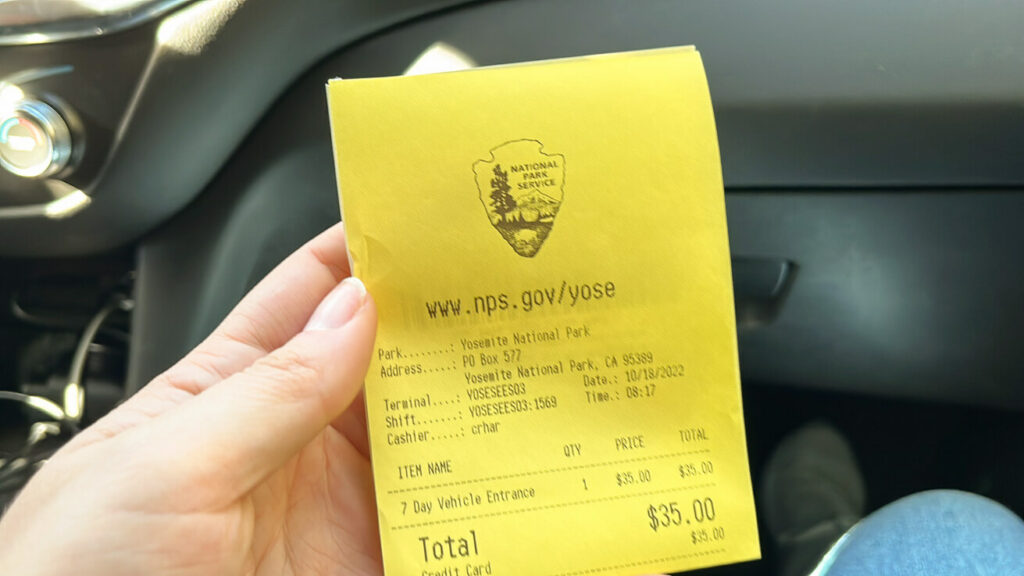 NATIONAL
PARK
SERVICE
www.nps.gov/yose
Park........: Yosemite National Park
Address.....: PO Box 577
Yosemite National Park, CA 95389
Terminal....: YOSESEES03 Date.: 10/18/2022
Shift.......: YOSESEES03:1569 Time.: 08:17
Cashier.....: crhar
ITEM NAME QTY PRICE TOTAL
7 Day Vehicle Entrance 1 $35.00 $35.00
Total $35.00
Credit Card $35.00